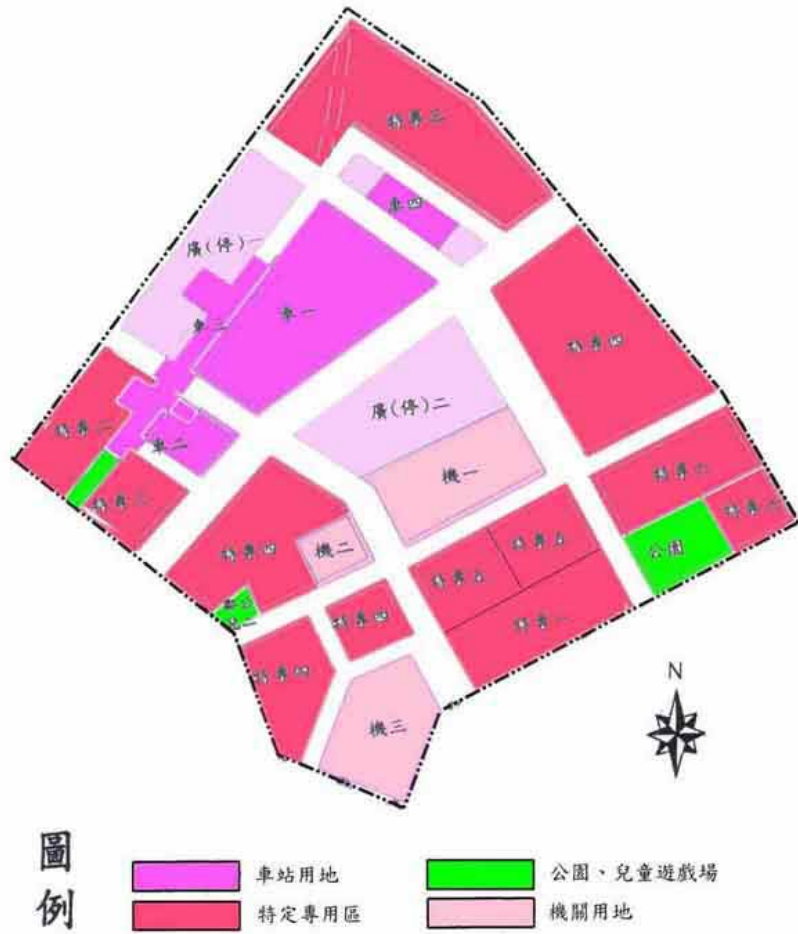 特專三
車四
廣(停)一
車一
車三
特專四
廣(停)二
特專二
車二
機一
特專六
特專二
特專六
機二
特專四
公園
特專五
特專五
特專四
特專一
特專四
機三
N
圖例
車站用地
公園、兒童遊戲場
特定專用區
機關用地